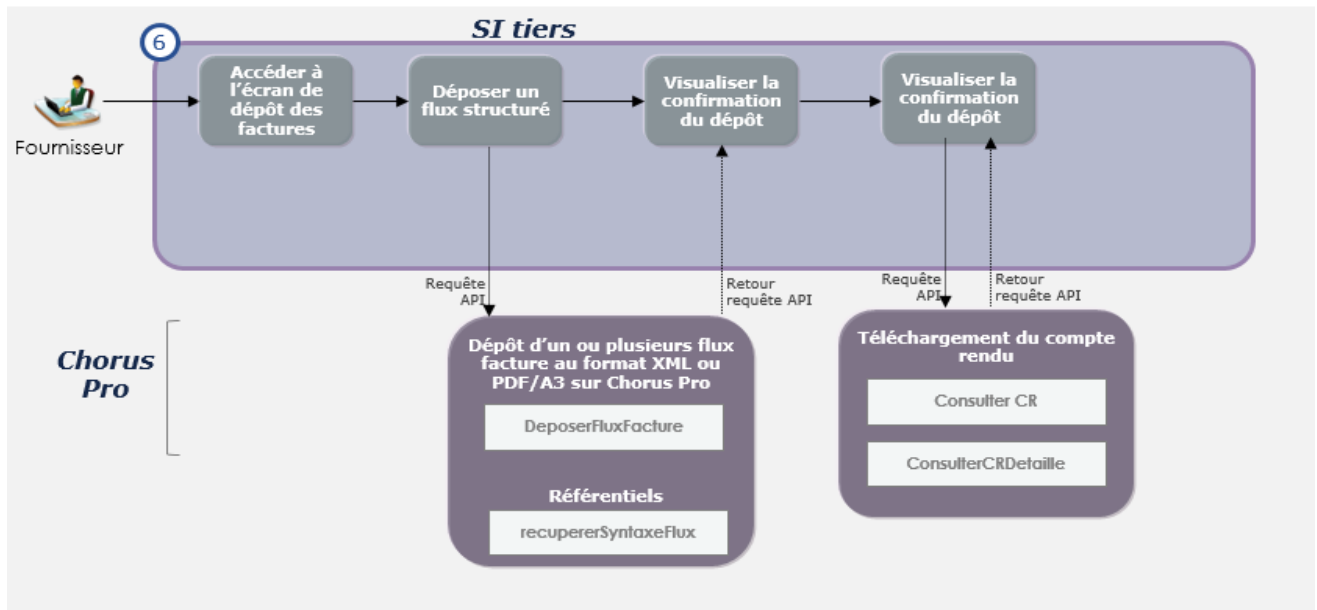 SI tiers
6
Accéder à
l'écran de
dépôt des
factures
Déposer un
flux structuré
Visualiser la
confirmation
du dépôt
Visualiser la
confirmation
du dépôt
Fournisseur
Requête
API
Retour
requête API
Requête
API
Retour
requête API
Chorus
Pro
Dépôt d'un ou plusieurs flux
facture au format XML ou
PDF/A3 sur Chorus Pro
DeposerFluxFacture
Référentiels
recupererSyntaxeFlux
Téléchargement du compte
rendu
Consulter CR
ConsulterCRDetaille